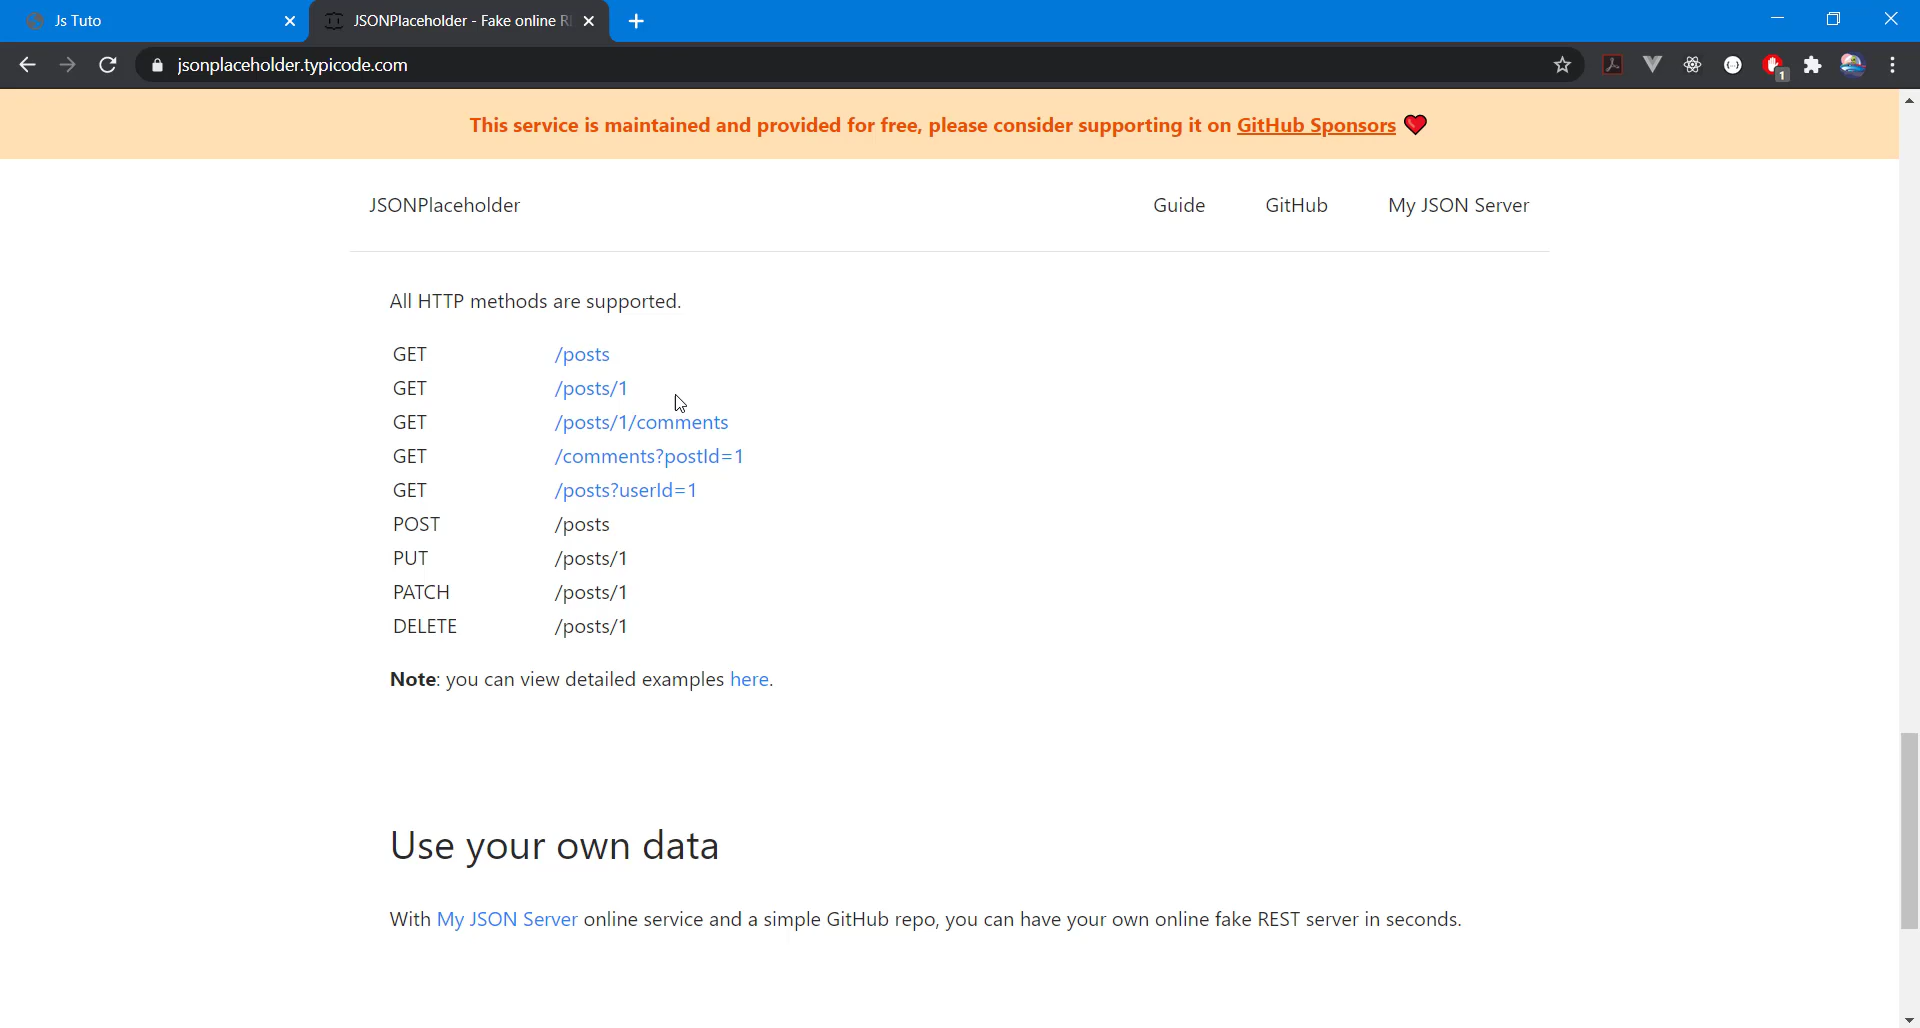 Js Tuto
JSONPlaceholder - Fake online R
jsonplaceholder.typicode.com
1
This service is maintained and provided for free, please consider supporting it on GitHub Sponsors
JSONPlaceholder
Guide
GitHub
My JSON Server
All HTTP methods are supported.
GET /posts
GET /posts/1
GET /posts/1/comments
GET /comments?postId=1
GET /posts?userId=1
POST /posts
PUT /posts/1
PATCH /posts/1
DELETE /posts/1
Note: you can view detailed examples here.
Use your own data
With My JSON Server online service and a simple GitHub repo, you can have your own online fake REST server in seconds.